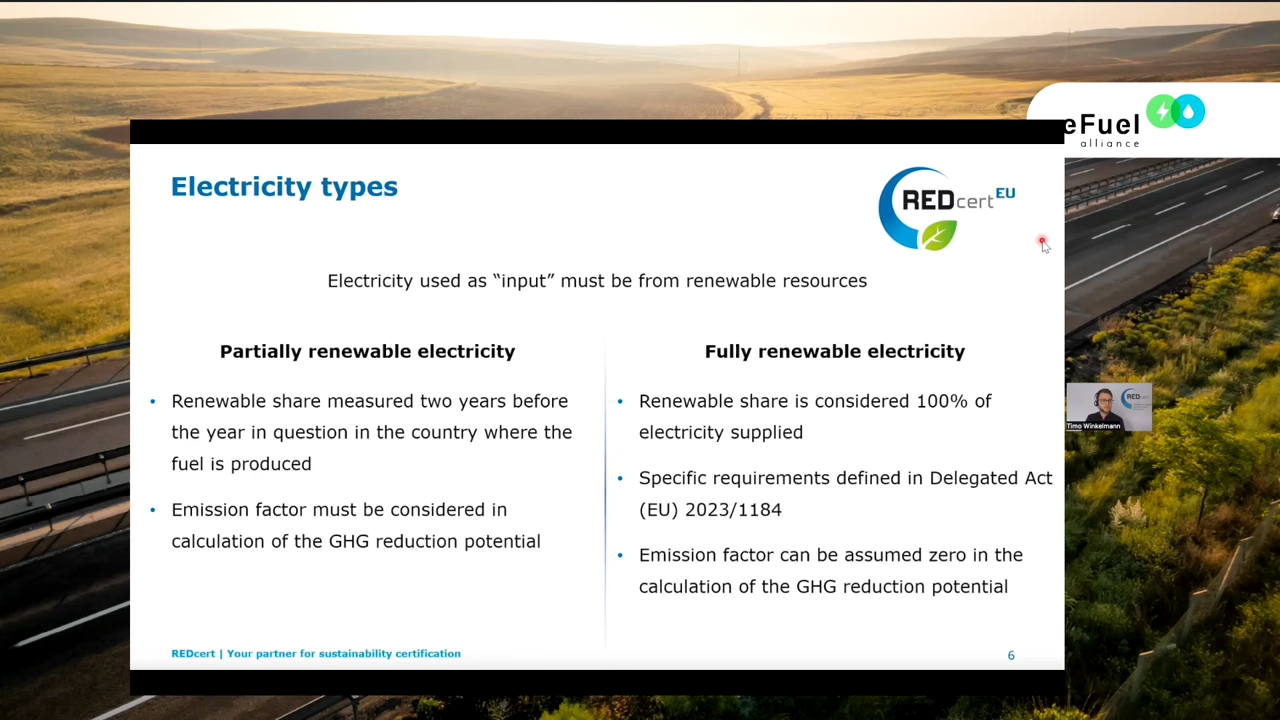 eFuel
alliance
Electricity types
REDcert EU
Electricity used as “input” must be from renewable resources
Partially renewable electricity
• Renewable share measured two years before
the year in question in the country where the
fuel is produced
• Emission factor must be considered in
calculation of the GHG reduction potential
Fully renewable electricity
• Renewable share is considered 100% of
electricity supplied
• Specific requirements defined in Delegated Act
(EU) 2023/1184
• Emission factor can be assumed zero in the
calculation of the GHG reduction potential
REDcert
Timo Winkelmann
REDcert | Your partner for sustainability certification
6